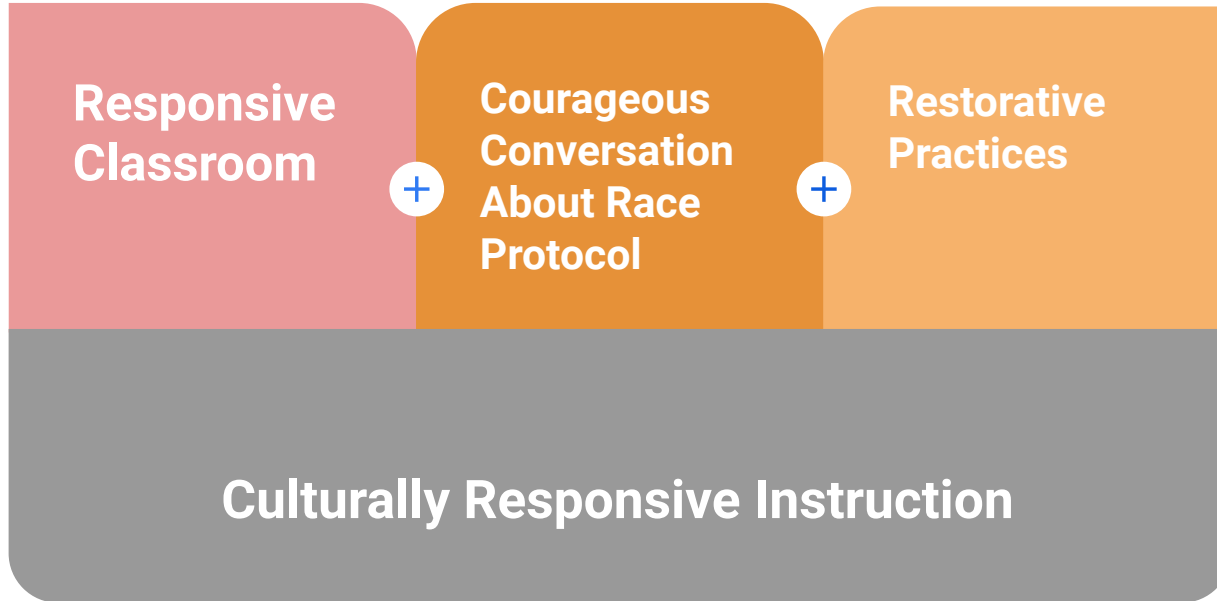 Responsive
Classroom
+
Courageous
Conversation
About Race
Protocol
+
Restorative
Practices
Culturally Responsive Instruction